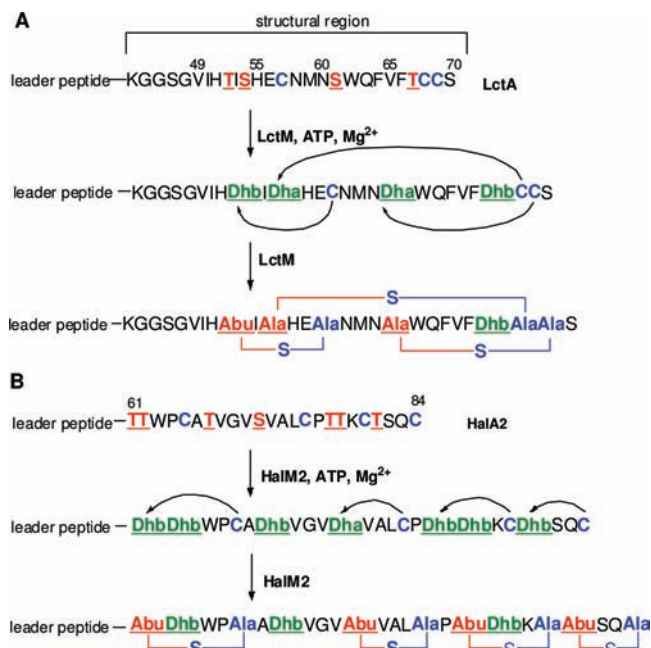 A
structural region
49 55 60 65 70
leader peptide KGGSGVIHTISHECNMNSWQFVFTCCS LctA
LctM, ATP, Mg2+
leader peptide KGGSGVIHDhbIDhaHECNMNDhaWQFVFDhbCCS
LctM
S
leader peptide KGGSGVIHAbuIAlaHEAlaNMNAlaWQFVFDhbAlaAlaS
S S
B
61 84
leader peptide TTWPCATVGVSVALCPTTKCTSQC HalA2
HalM2, ATP, Mg2+
leader peptide DhbDhbWPCADhbVGVDhaVALCPDhbDhbKCDhbSQC
HalM2
leader peptide AbuDhbWPAlaADhbVGVAbuVALAlaPAbuDhbKAlaAbuSQAla
S S S S